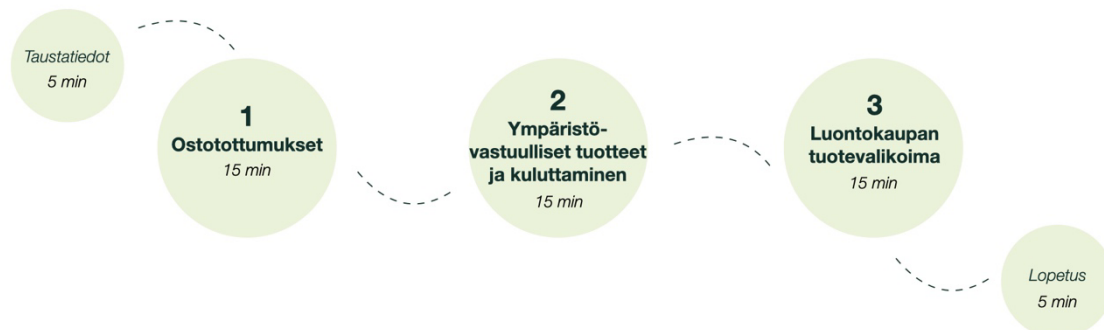 Taustatiedot
5 min
1
Ostotottumukset
15 min
2
Ympäristö-
vastuulliset tuotteet
ja kuluttaminen
15 min
3
Luontokaupan
tuotevalikoima
15 min
Lopetus
5 min